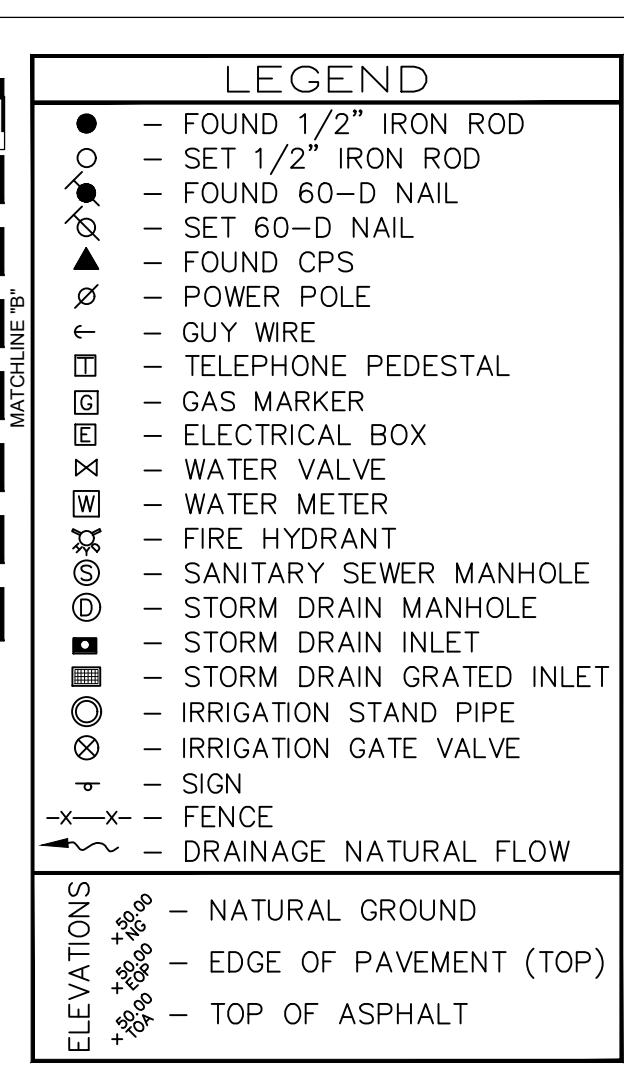 LEGEND
– FOUND 1/2" IRON ROD
– SET 1/2" IRON ROD
– FOUND 60–D NAIL
– SET 60–D NAIL
– FOUND CPS
– POWER POLE
– GUY WIRE
T – TELEPHONE PEDESTAL
G – GAS MARKER
E – ELECTRICAL BOX
– WATER VALVE
W – WATER METER
– FIRE HYDRANT
S – SANITARY SEWER MANHOLE
D – STORM DRAIN MANHOLE
– STORM DRAIN INLET
– STORM DRAIN GRATED INLET
– IRRIGATION STAND PIPE
– IRRIGATION GATE VALVE
– SIGN
–X––X– – FENCE
– DRAINAGE NATURAL FLOW
ELEVATIONS
+50.00 NG – NATURAL GROUND
+50.00 EOP – EDGE OF PAVEMENT (TOP)
+50.00 TOA – TOP OF ASPHALT
MATCHLINE "B"